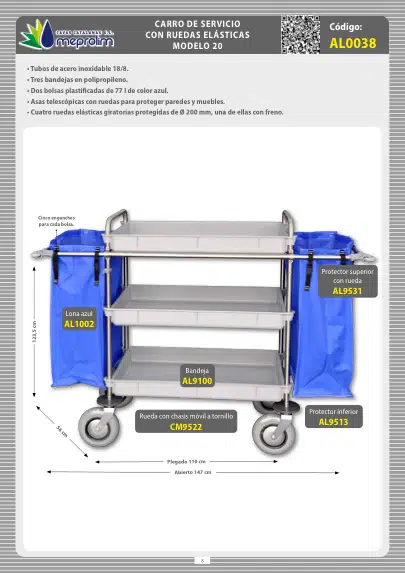 CAFÉS CATALANAS S.L.
meprolim
CARRO DE SERVICIO
CON RUEDAS ELÁSTICAS
MODELO 20
Código:
AL0038
• Tubos de acero inoxidable 18/8.
• Tres bandejas en polipropileno.
• Dos bolsas plastificadas de 77 l de color azul.
• Asas telescópicas con ruedas para proteger paredes y muebles.
• Cuatro ruedas elásticas giratorias protegidas de Ø 200 mm, una de ellas con freno.
Cinco enganches
para cada bolsa.
Protector superior
con rueda
AL9531
Lona azul
AL1002
123,5 cm
Bandeja
AL9100
Rueda con chasis móvil a tornillo
CM9522
Protector inferior
AL9513
56 cm
Plegado 110 cm
Abierto 147 cm
8